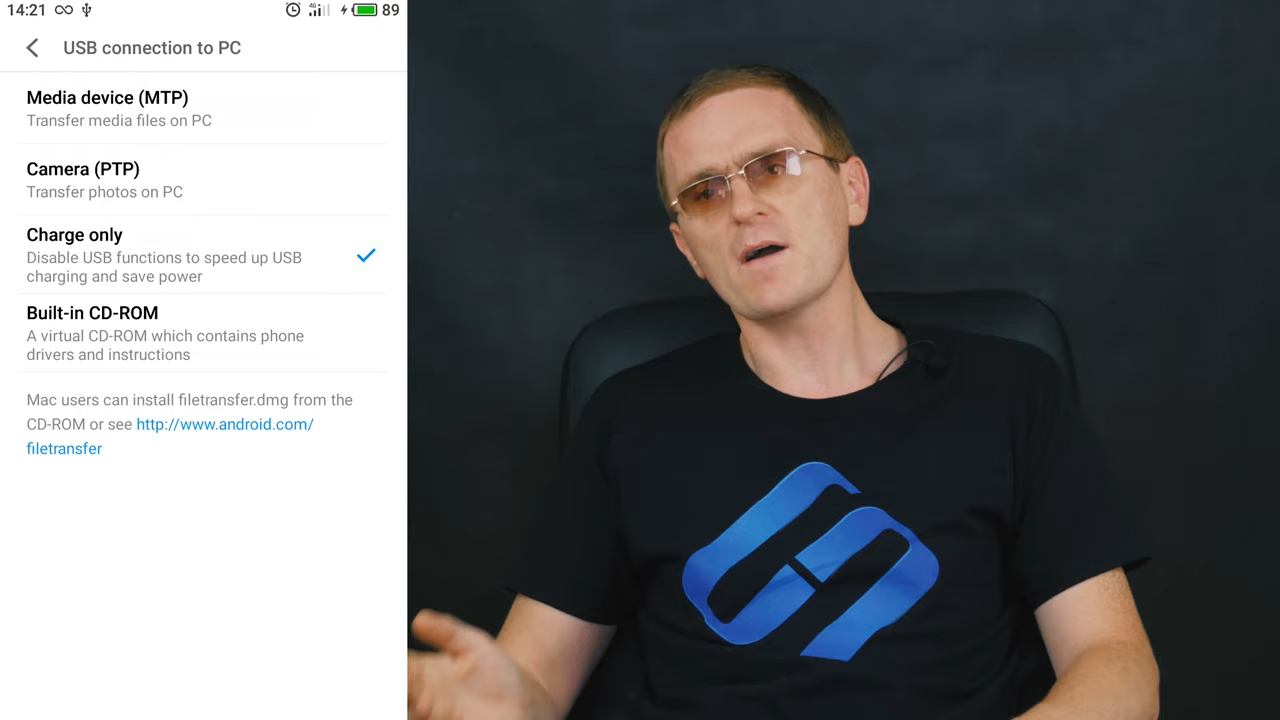 14:21
4G
89
USB connection to PC
Media device (MTP)
Transfer media files on PC
Camera (PTP)
Transfer photos on PC
Charge only
Disable USB functions to speed up USB
charging and save power
Built-in CD-ROM
A virtual CD-ROM which contains phone
drivers and instructions
Mac users can install filetransfer.dmg from the
CD-ROM or see http://www.android.com/
filetransfer